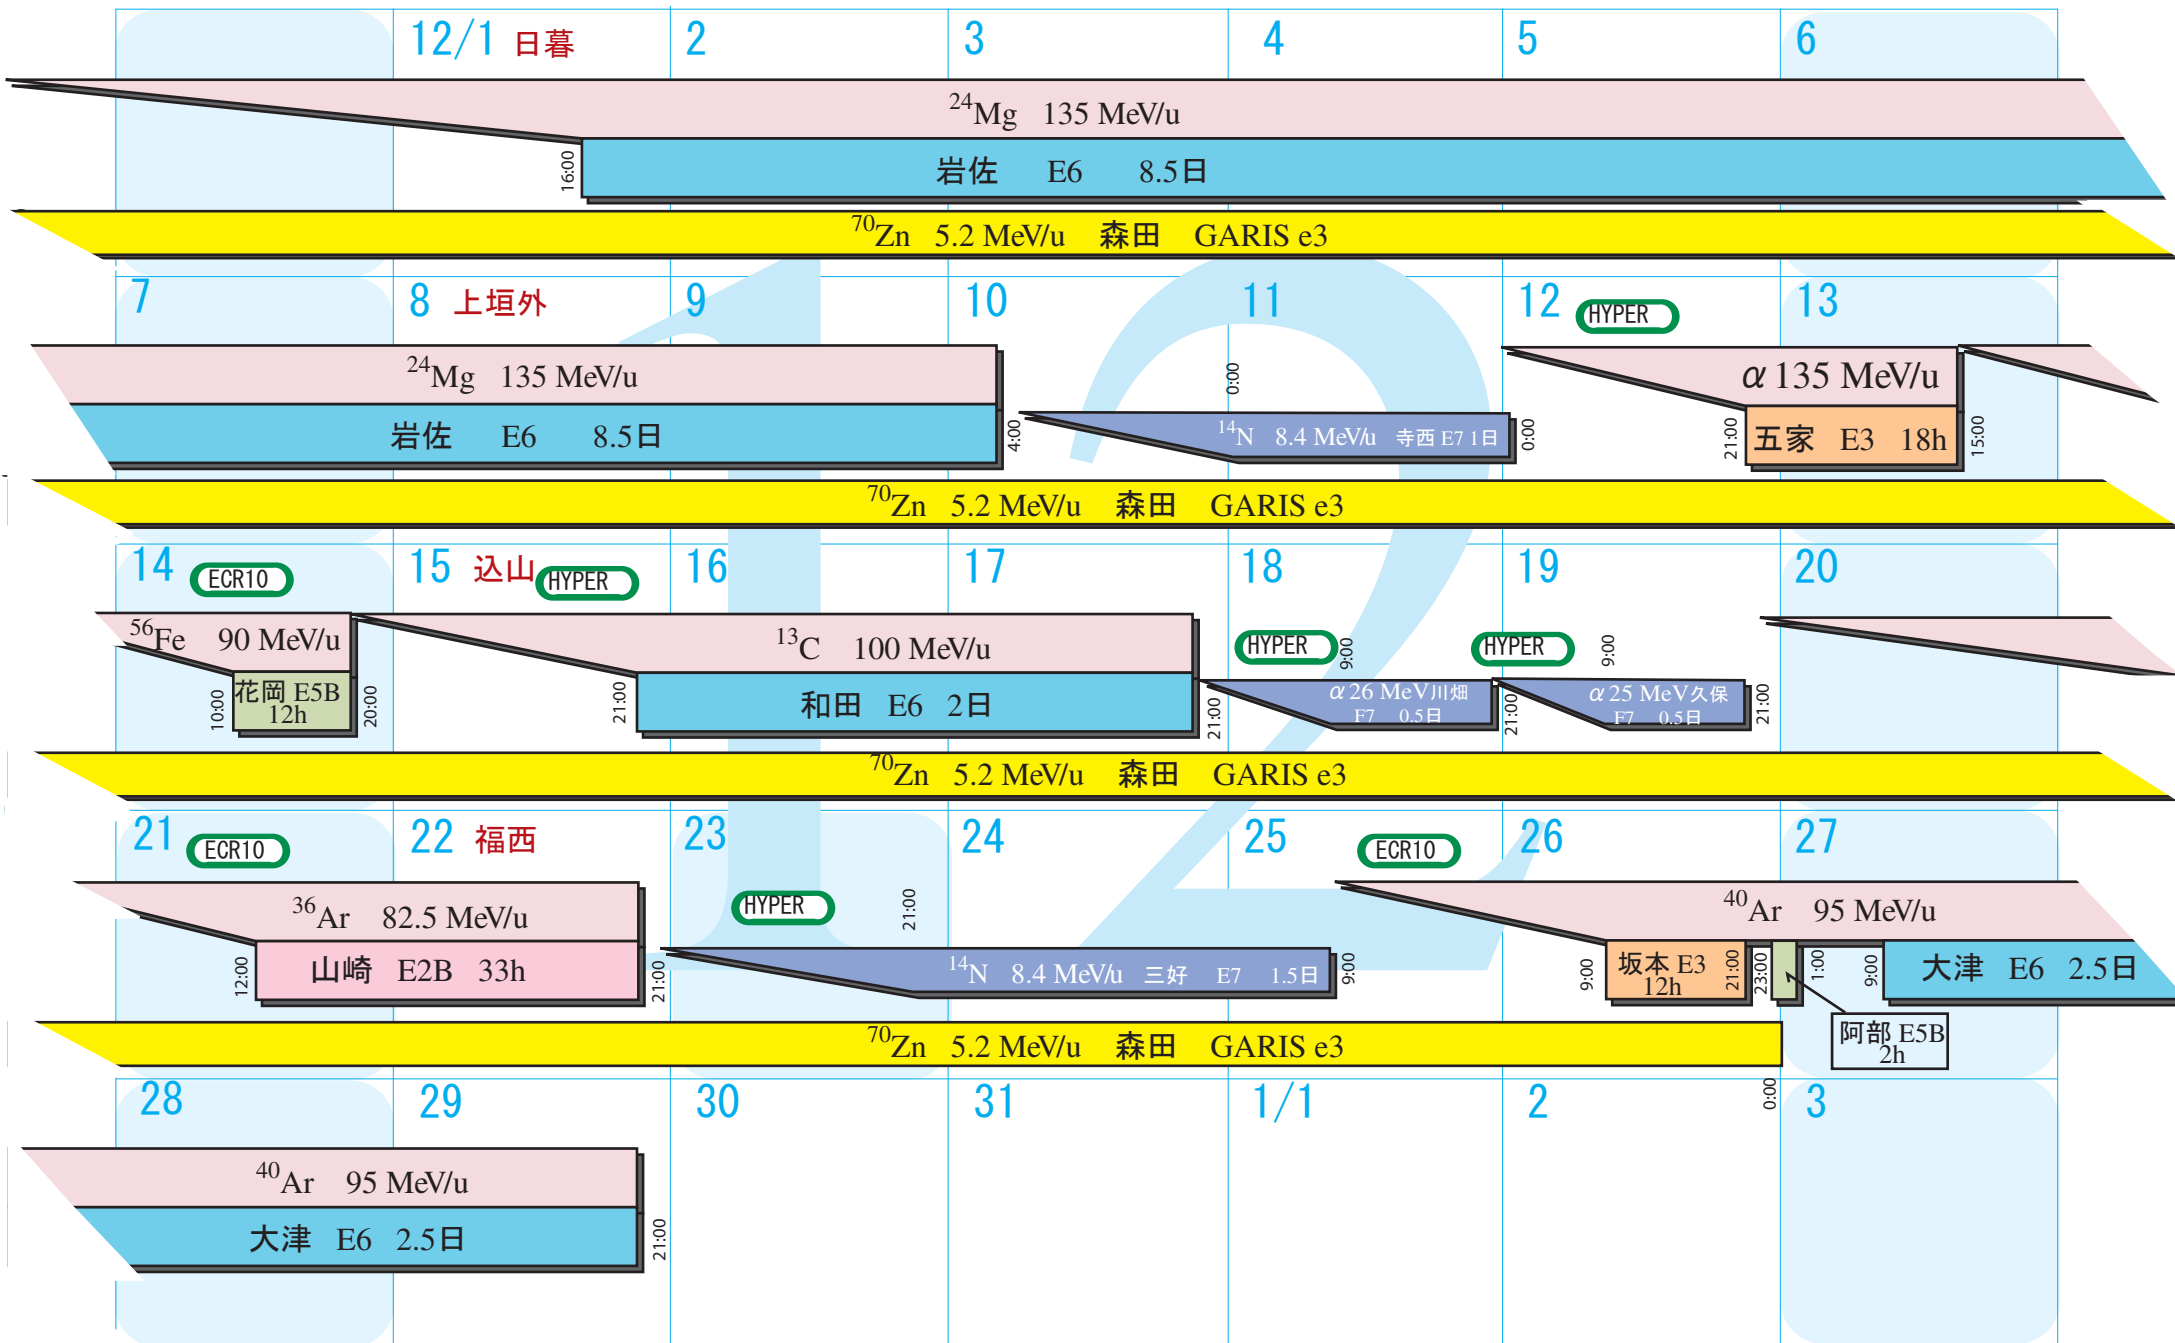 12/1 日暮 2 3 4 5 6
24Mg 135 MeV/u
16:00 岩佐 E6 8.5日
70Zn 5.2 MeV/u 森田 GARIS e3
7 8 上垣外 9 10 11 12 HYPER 13
24Mg 135 MeV/u 0:00 α 135 MeV/u
岩佐 E6 8.5日 4:00 14N 8.4 MeV/u 寺西 E7 1日 0:00 21:00 五家 E3 18h 15:00
70Zn 5.2 MeV/u 森田 GARIS e3
12
14 ECR10 15 込山 HYPER 16 17 18 19 20
56Fe 90 MeV/u 13C 100 MeV/u HYPER 9:00 HYPER 9:00
10:00 花岡 E5B
12h
20:00 21:00 和田 E6 2日 21:00
α 26 MeV川畑
F7 0.5日
21:00
α 25 MeV久保
F7 0.5日
21:00
70Zn 5.2 MeV/u 森田 GARIS e3
21 ECR10 22 福西 23 24 25 ECR10 26 27
36Ar 82.5 MeV/u HYPER 21:00 40Ar 95 MeV/u
12:00 山崎 E2B 33h 21:00 14N 8.4 MeV/u 三好 E7 1.5日 9:00
9:00 坂本 E3
12h
21:00 23:00 1:00 9:00 大津 E6 2.5日
阿部 E5B
2h
70Zn 5.2 MeV/u 森田 GARIS e3
0:00
28 29 30 31 1/1 2 3
40Ar 95 MeV/u
大津 E6 2.5日 21:00